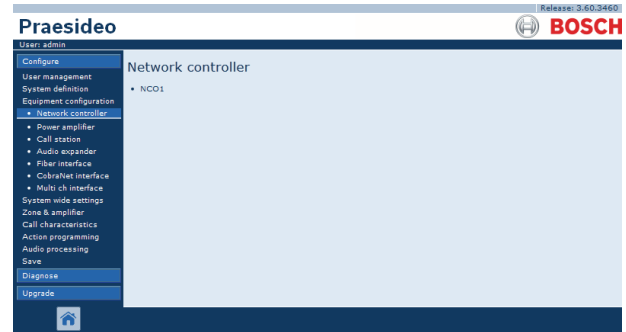 Release: 3.60.3460
Praesideo
BOSCH
User: admin
Configure
User management
System definition
Equipment configuration
• Network controller
• Power amplifier
• Call station
• Audio expander
• Fiber interface
• CobraNet interface
• Multi ch interface
System wide settings
Zone & amplifier
Call characteristics
Action programming
Audio processing
Save
Diagnose
Upgrade
Network controller
• NCO1